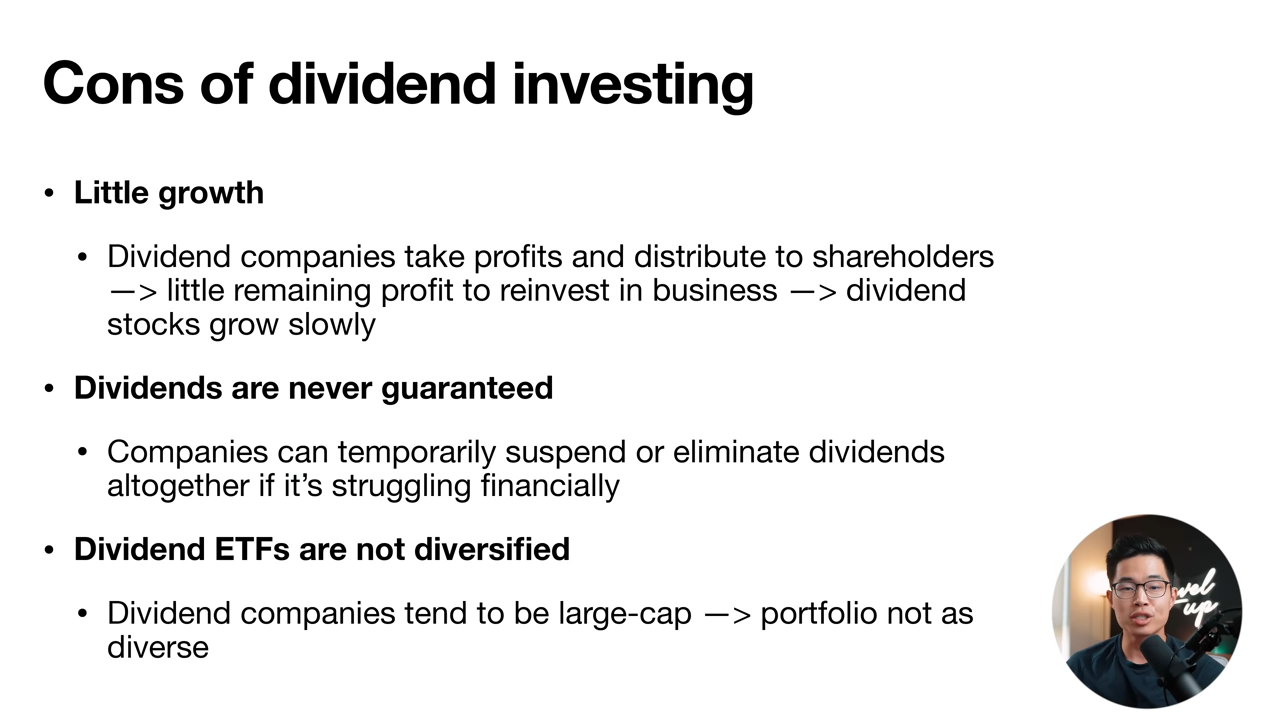 Cons of dividend investing
• Little growth
• Dividend companies take profits and distribute to shareholders
—> little remaining profit to reinvest in business —> dividend
stocks grow slowly
• Dividends are never guaranteed
• Companies can temporarily suspend or eliminate dividends
altogether if it’s struggling financially
• Dividend ETFs are not diversified
• Dividend companies tend to be large-cap —> portfolio not as
diverse
up